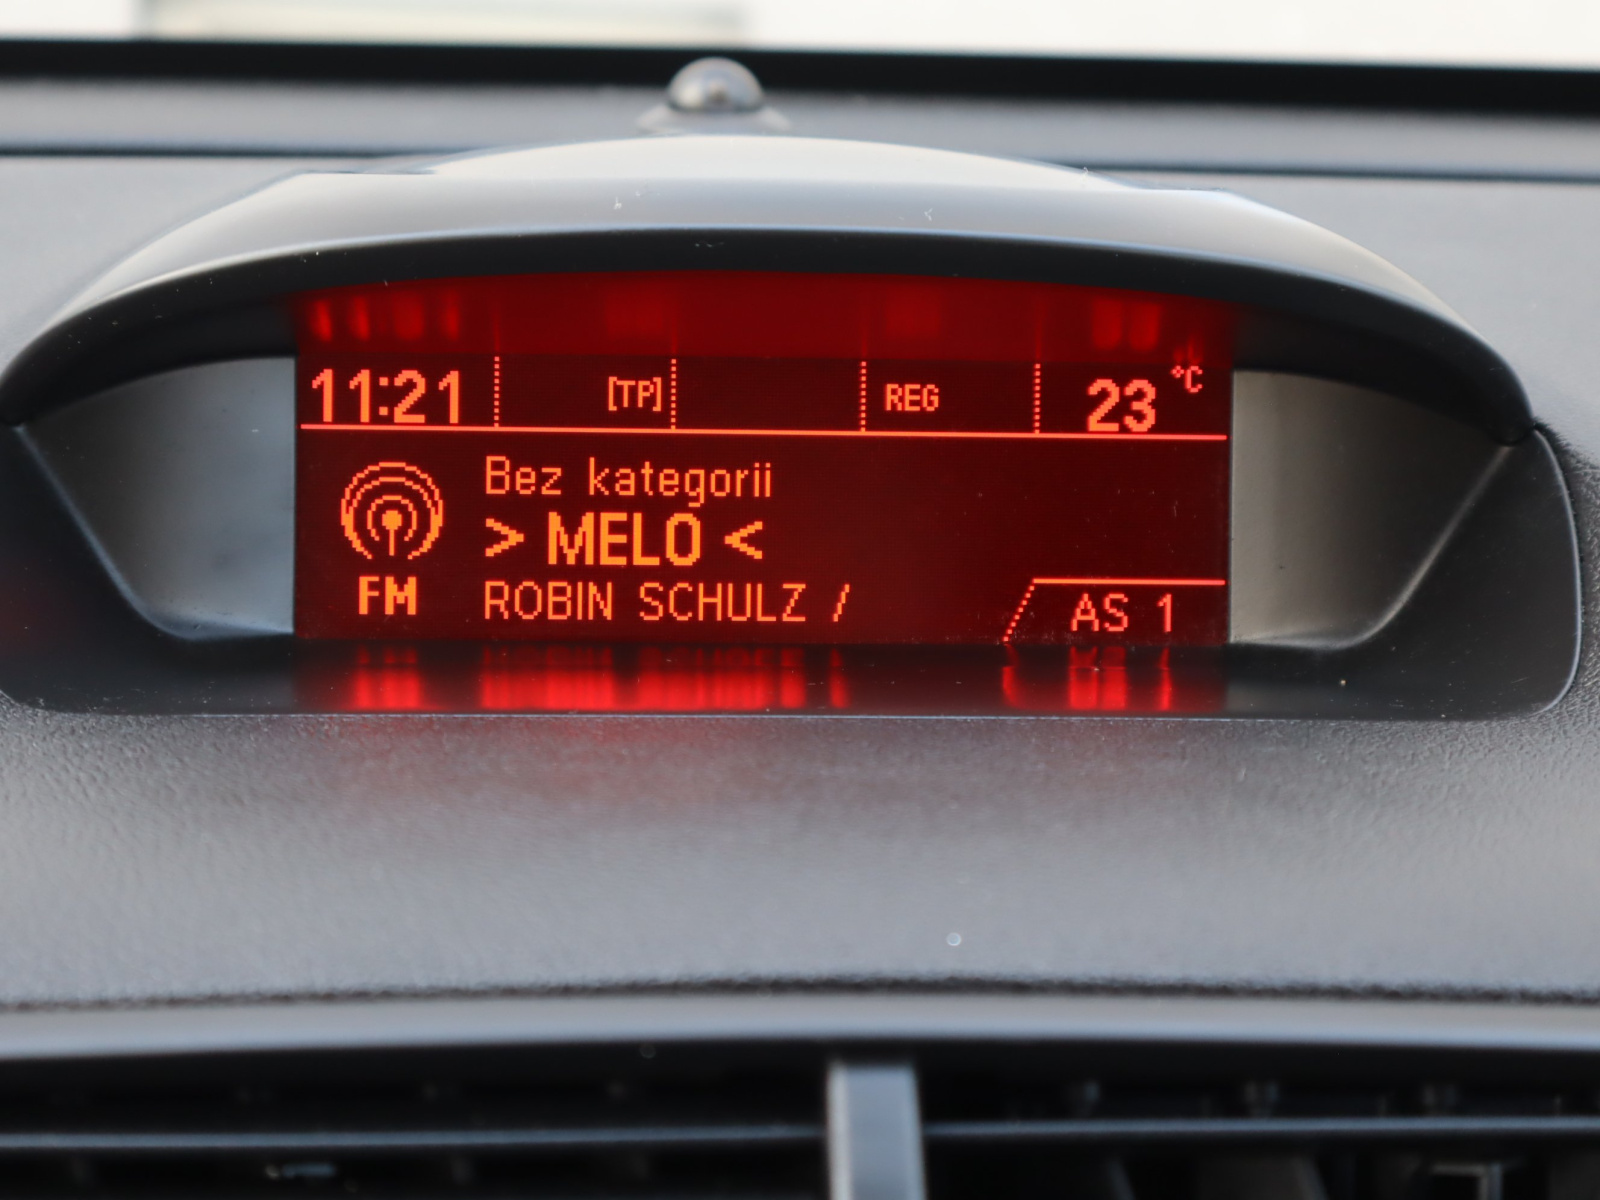 11:21 [TP] REG 23 °C
Bez kategorii
> MELO <
FM ROBIN SCHULZ / AS 1